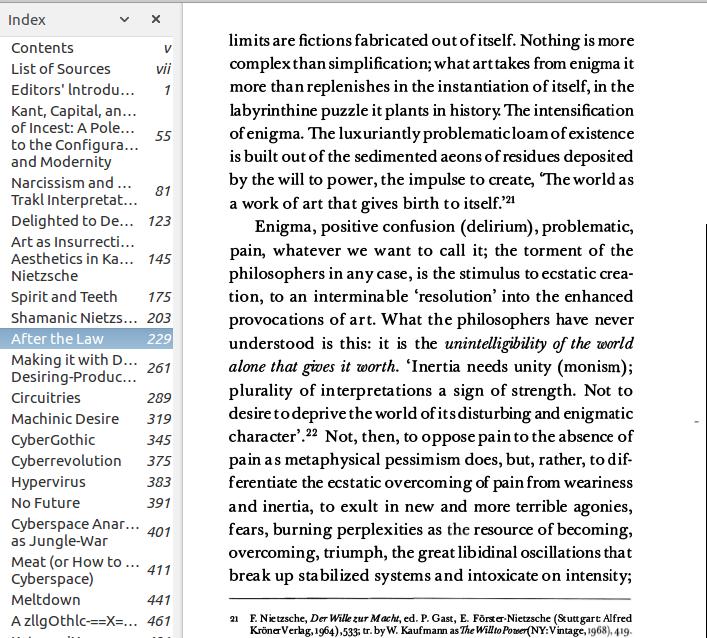 Index
Contents v
List of Sources vii
Editors' Introdu... 1
Kant, Capital, an...
of Incest: A Pole...
to the Configura... 55
and Modernity
Narcissism and ...
Trakl Interpretat... 81
Delighted to De... 123
Art as Insurrecti...
Aesthetics in Ka... 145
Nietzsche
Spirit and Teeth 175
Shamanic Nietzs... 203
After the Law 229
Making it with D...
Desiring-Produc... 261
Circuitries 289
Machinic Desire 319
CyberGothic 345
Cyberrevolution 375
Hypervirus 383
No Future 391
Cyberspace Anar...
as Jungle-War 401
Meat (or How to ...
Cyberspace) 411
Meltdown 441
A zllgOthlc-==X=... 461
limits are fictions fabricated out of itself. Nothing is more
complex than simplification; what art takes from enigma it
more than replenishes in the instantiation of itself, in the
labyrinthine puzzle it plants in history. The intensification
of enigma. The luxuriantly problematic loam of existence
is built out of the sedimented aeons of residues deposited
by the will to power, the impulse to create, 'The world as
a work of art that gives birth to itself.'21
Enigma, positive confusion (delirium), problematic,
pain, whatever we want to call it; the torment of the
philosophers in any case, is the stimulus to ecstatic crea-
tion, to an interminable 'resolution' into the enhanced
provocations of art. What the philosophers have never
understood is this: it is the unintelligibility of the world
alone that gives it worth. 'Inertia needs unity (monism);
plurality of interpretations a sign of strength. Not to
desire to deprive the world of its disturbing and enigmatic
character'.22 Not, then, to oppose pain to the absence of
pain as metaphysical pessimism does, but, rather, to dif-
ferentiate the ecstatic overcoming of pain from weariness
and inertia, to exult in new and more terrible agonies,
fears, burning perplexities as the resource of becoming,
overcoming, triumph, the great libidinal oscillations that
break up stabilized systems and intoxicate on intensity;
21 F. Nietzsche, Der Wille zur Macht, ed. P. Gast, E. Förster-Nietzsche (Stuttgart: Alfred
Kröner Verlag, 1964), 533; tr. by W. Kaufmann as The Will to Power (NY: Vintage, 1968), 419.